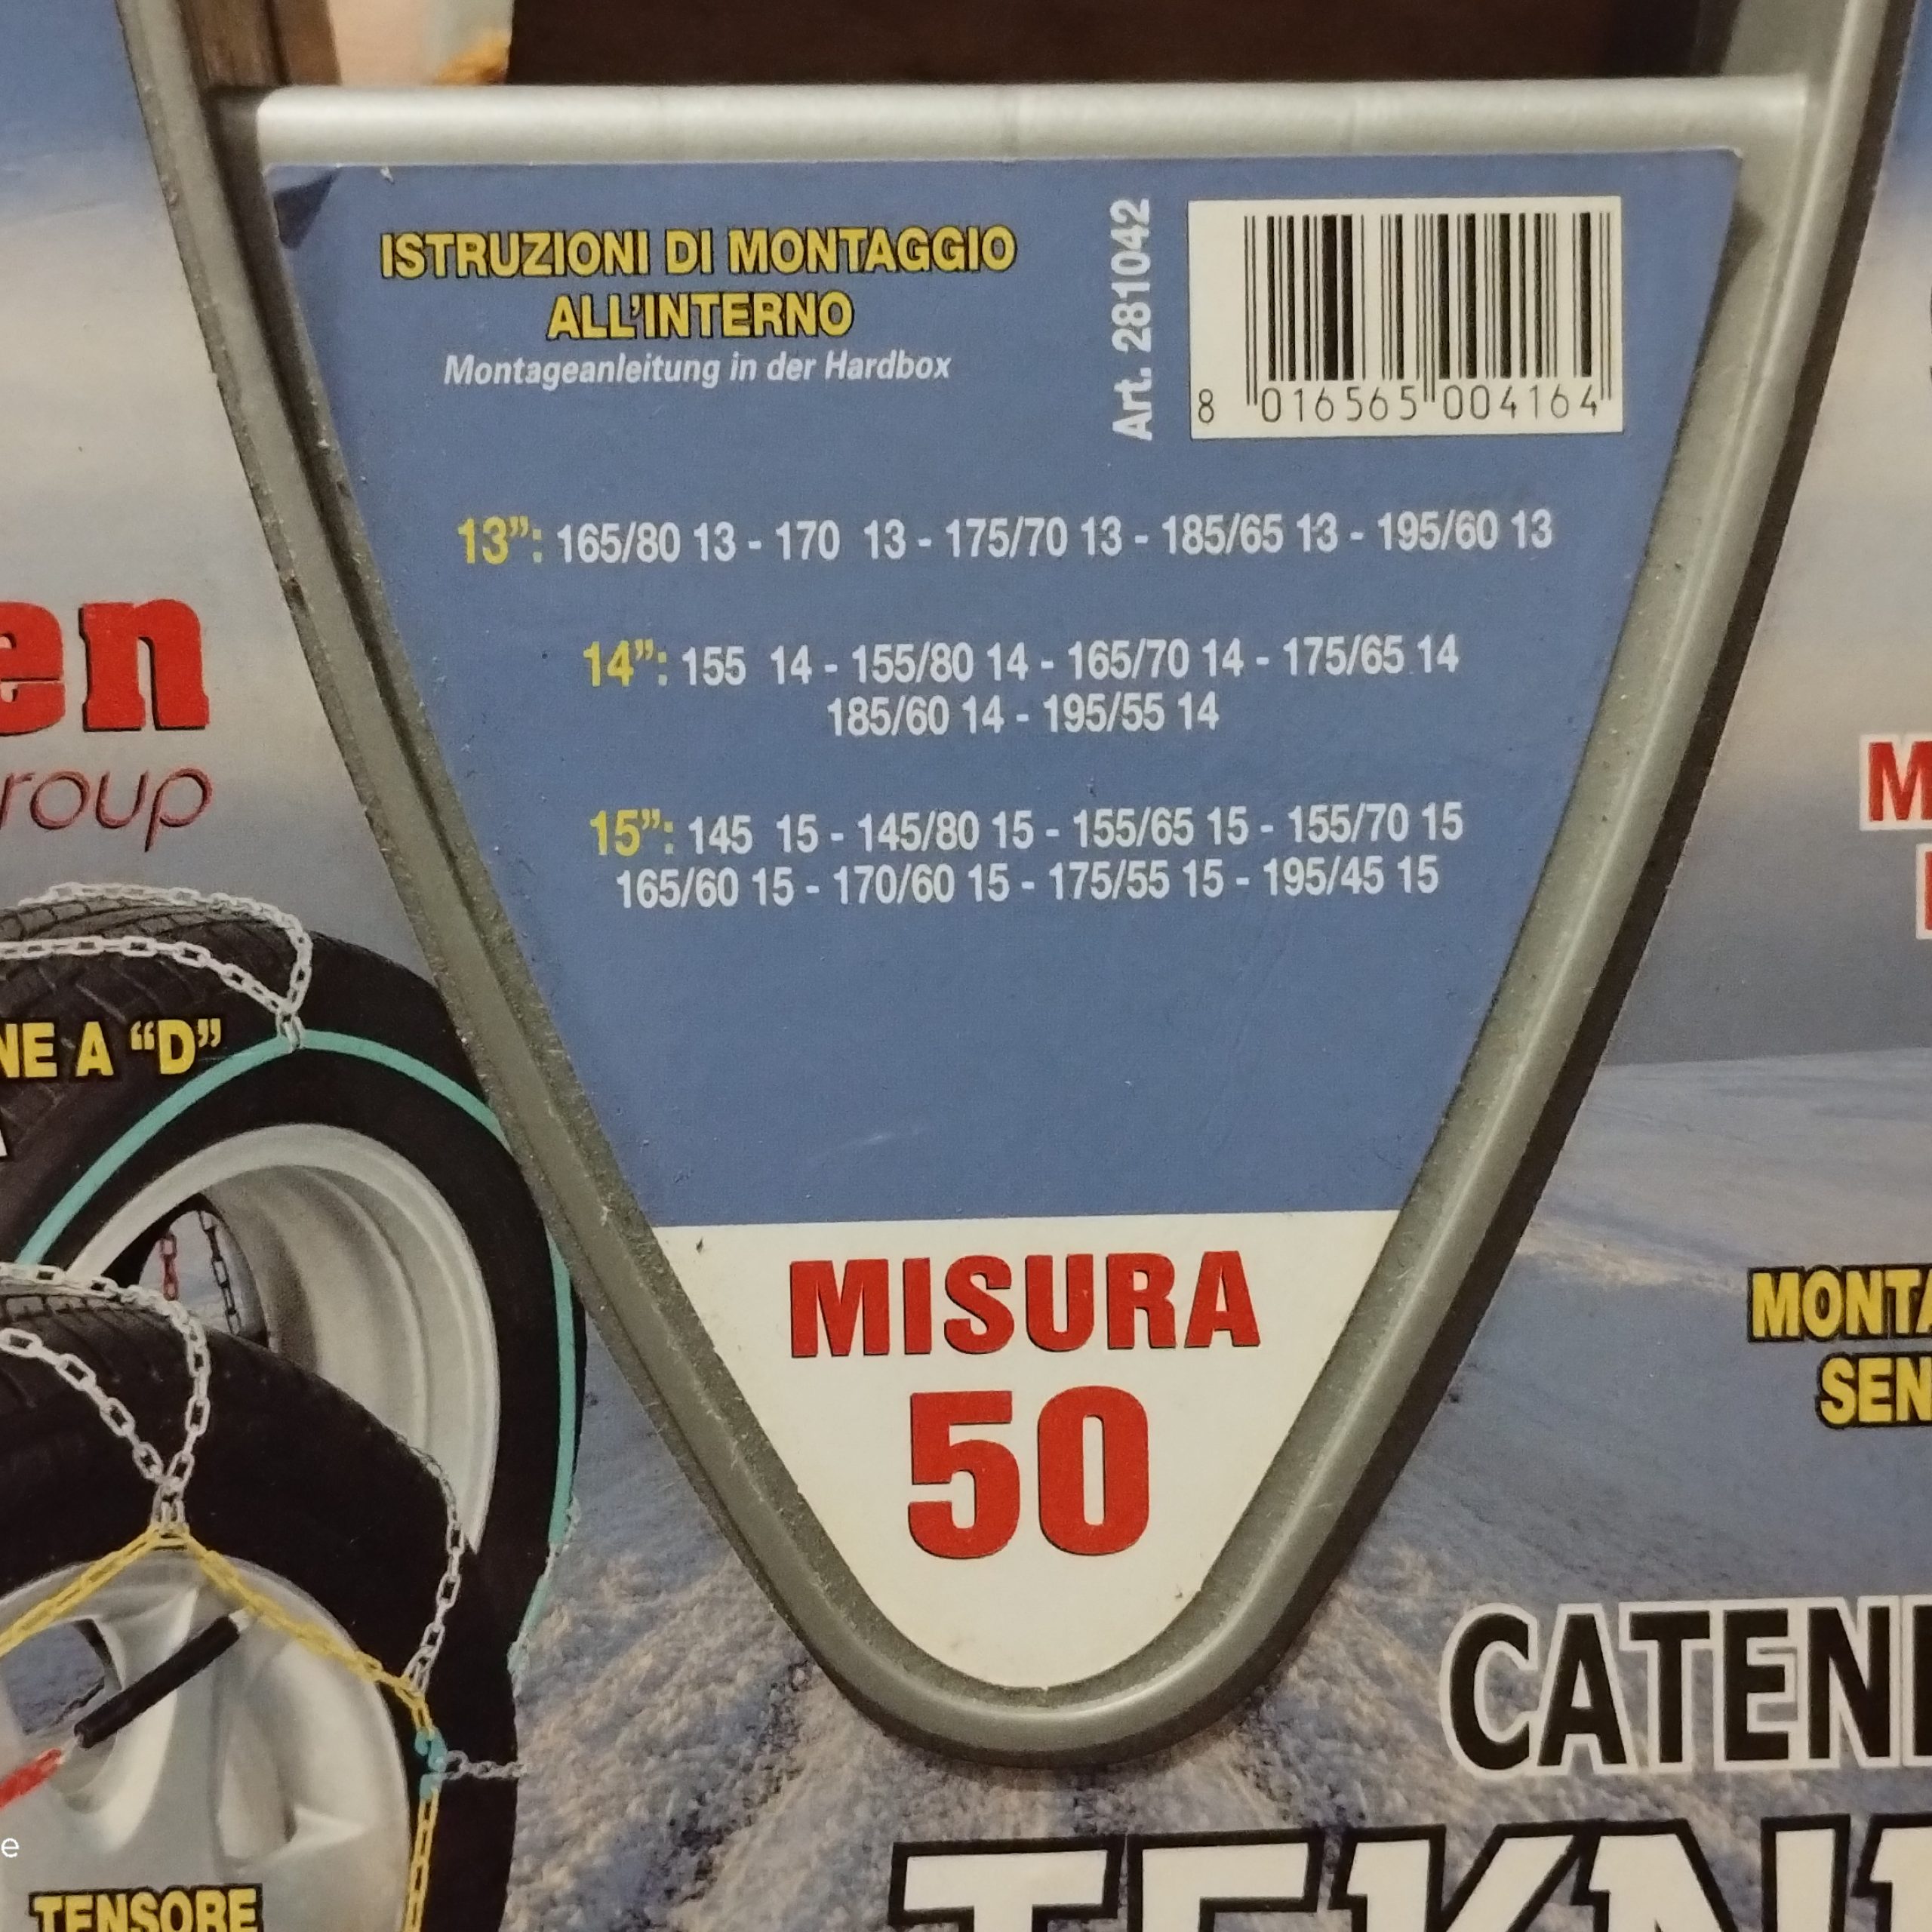 ISTRUZIONI DI MONTAGGIO
ALL'INTERNO
Montageanleitung in der Hardbox
Art. 281042
8 016565 004164
13”: 165/80 13 - 170 13 - 175/70 13 - 185/65 13 - 195/60 13
14”: 155 14 - 155/80 14 - 165/70 14 - 175/65 14
185/60 14 - 195/55 14
15”: 145 15 - 145/80 15 - 155/65 15 - 155/70 15
165/60 15 - 170/60 15 - 175/55 15 - 195/45 15
MISURA
50
en
roup
NE A “D”
TENSORE
M
MONTA
SEN
CATEN
TEKN
e